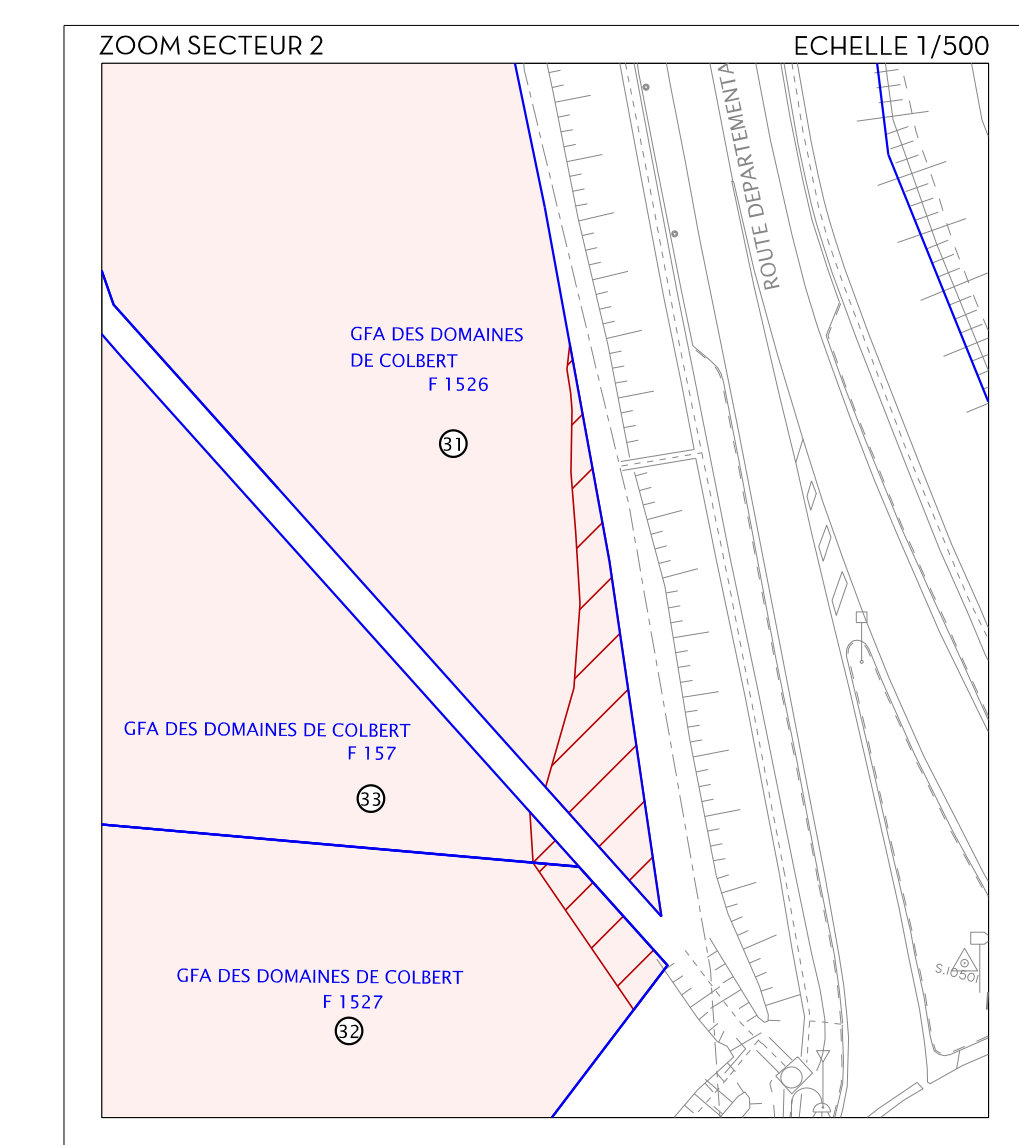 ZOOM SECTEUR 2
ECHELLE 1/500
ROUTE DEPARTEMENTA
GFA DES DOMAINES
DE COLBERT
F 1526
31
GFA DES DOMAINES DE COLBERT
F 157
33
S.10501
GFA DES DOMAINES DE COLBERT
F 1527
32